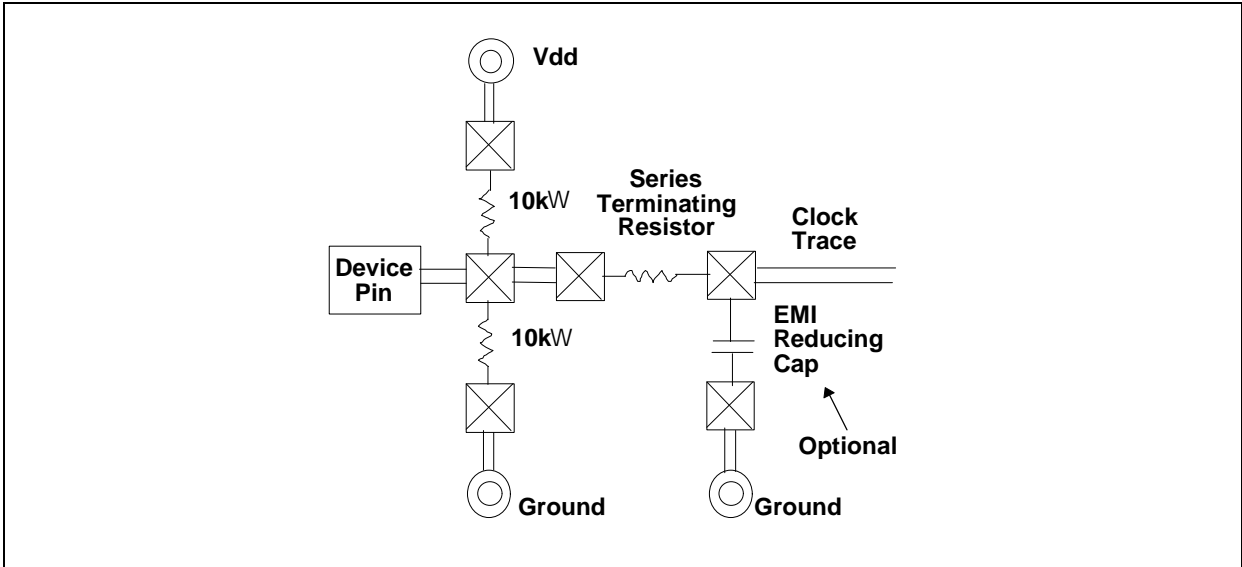 Vdd
10kW
Series
Terminating
Resistor
Clock
Trace
Device
Pin
10kW
EMI
Reducing
Cap
Optional
Ground
Ground